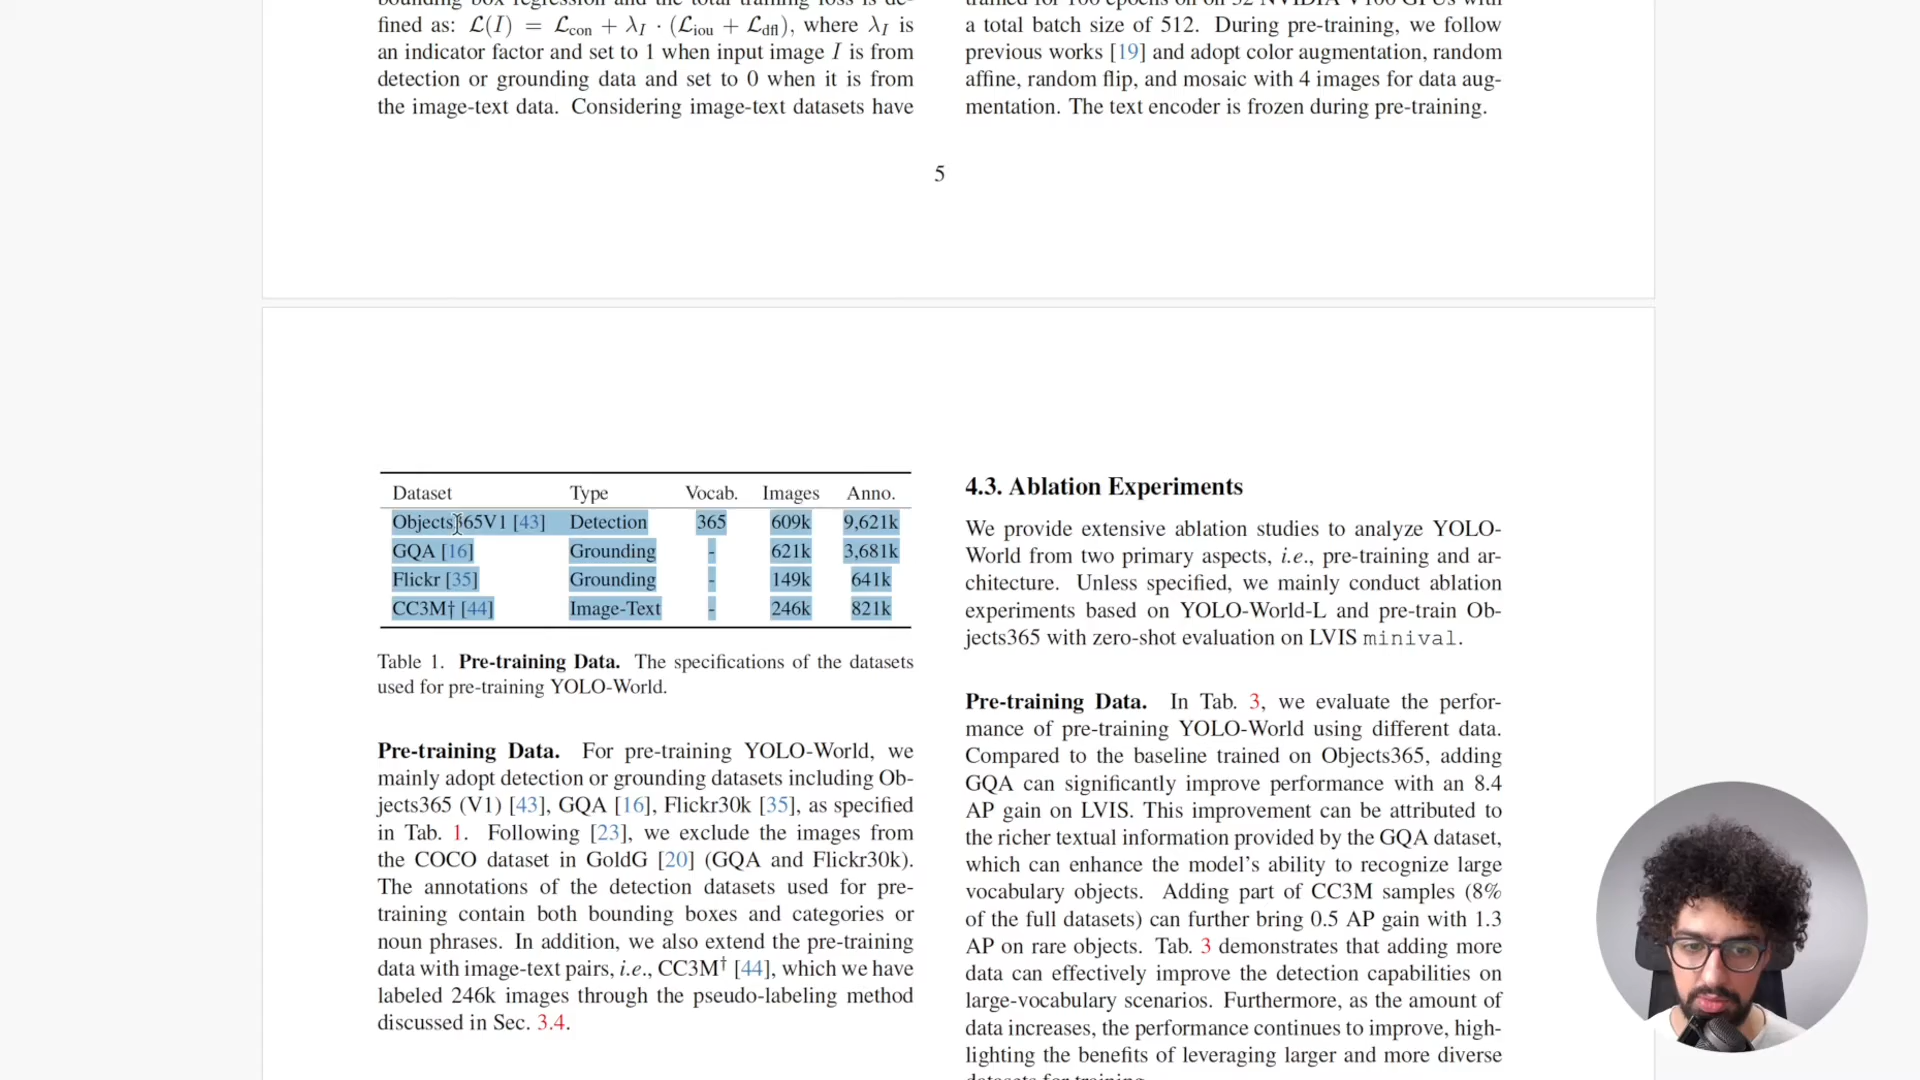 fined as: L(I) = L_con + λ_I · (L_iou + L_dfl), where λ_I is
an indicator factor and set to 1 when input image I is from
detection or grounding data and set to 0 when it is from
the image-text data. Considering image-text datasets have
a total batch size of 512. During pre-training, we follow
previous works [19] and adopt color augmentation, random
affine, random flip, and mosaic with 4 images for data aug-
mentation. The text encoder is frozen during pre-training.
5
Dataset Type Vocab. Images Anno.
Objects365V1 [43] Detection 365 609k 9,621k
GQA [16] Grounding - 621k 3,681k
Flickr [35] Grounding - 149k 641k
CC3M† [44] Image-Text - 246k 821k
Table 1. Pre-training Data. The specifications of the datasets
used for pre-training YOLO-World.
Pre-training Data. For pre-training YOLO-World, we
mainly adopt detection or grounding datasets including Ob-
jects365 (V1) [43], GQA [16], Flickr30k [35], as specified
in Tab. 1. Following [23], we exclude the images from
the COCO dataset in GoldG [20] (GQA and Flickr30k).
The annotations of the detection datasets used for pre-
training contain both bounding boxes and categories or
noun phrases. In addition, we also extend the pre-training
data with image-text pairs, i.e., CC3M† [44], which we have
labeled 246k images through the pseudo-labeling method
discussed in Sec. 3.4.
4.3. Ablation Experiments
We provide extensive ablation studies to analyze YOLO-
World from two primary aspects, i.e., pre-training and ar-
chitecture. Unless specified, we mainly conduct ablation
experiments based on YOLO-World-L and pre-train Ob-
jects365 with zero-shot evaluation on LVIS minival.
Pre-training Data. In Tab. 3, we evaluate the perfor-
mance of pre-training YOLO-World using different data.
Compared to the baseline trained on Objects365, adding
GQA can significantly improve performance with an 8.4
AP gain on LVIS. This improvement can be attributed to
the richer textual information provided by the GQA dataset,
which can enhance the model's ability to recognize large
vocabulary objects. Adding part of CC3M samples (8%
of the full datasets) can further bring 0.5 AP gain with 1.3
AP on rare objects. Tab. 3 demonstrates that adding more
data can effectively improve the detection capabilities on
large-vocabulary scenarios. Furthermore, as the amount of
data increases, the performance continues to improve, high-
lighting the benefits of leveraging larger and more diverse